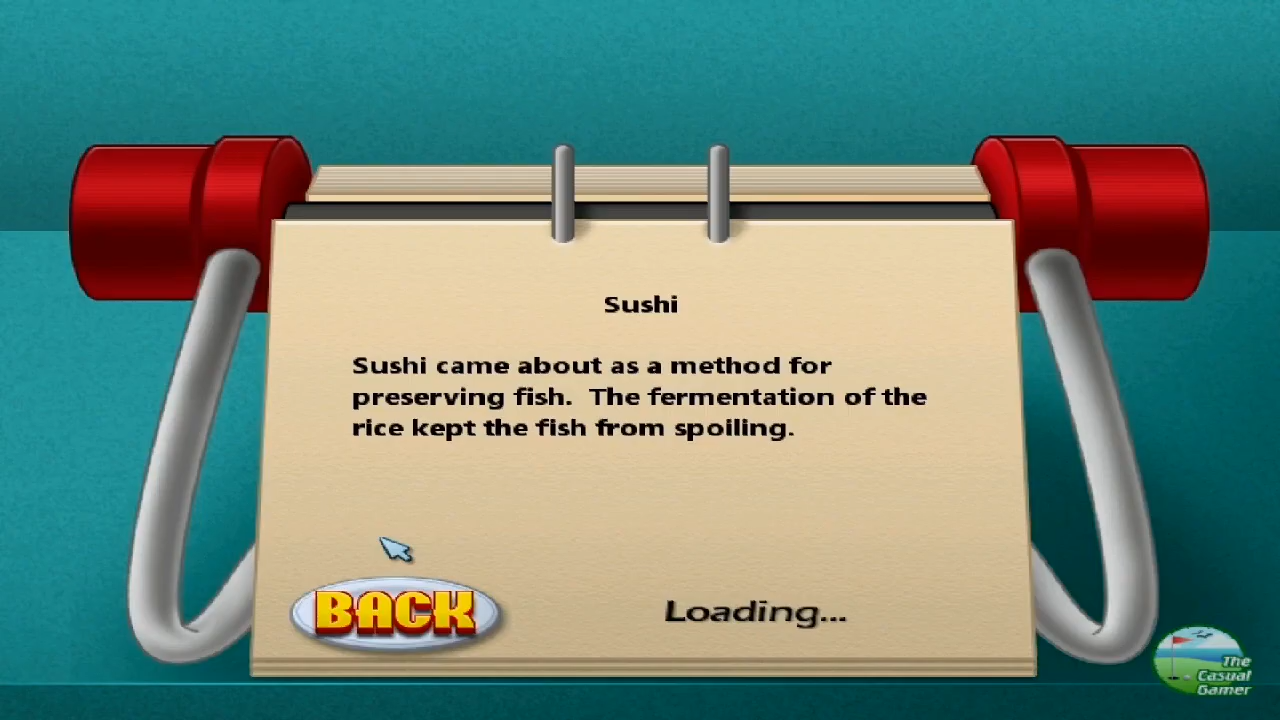 Sushi
Sushi came about as a method for
preserving fish.  The fermentation of the
rice kept the fish from spoiling.
BACK
Loading...
The
Casual
Gamer